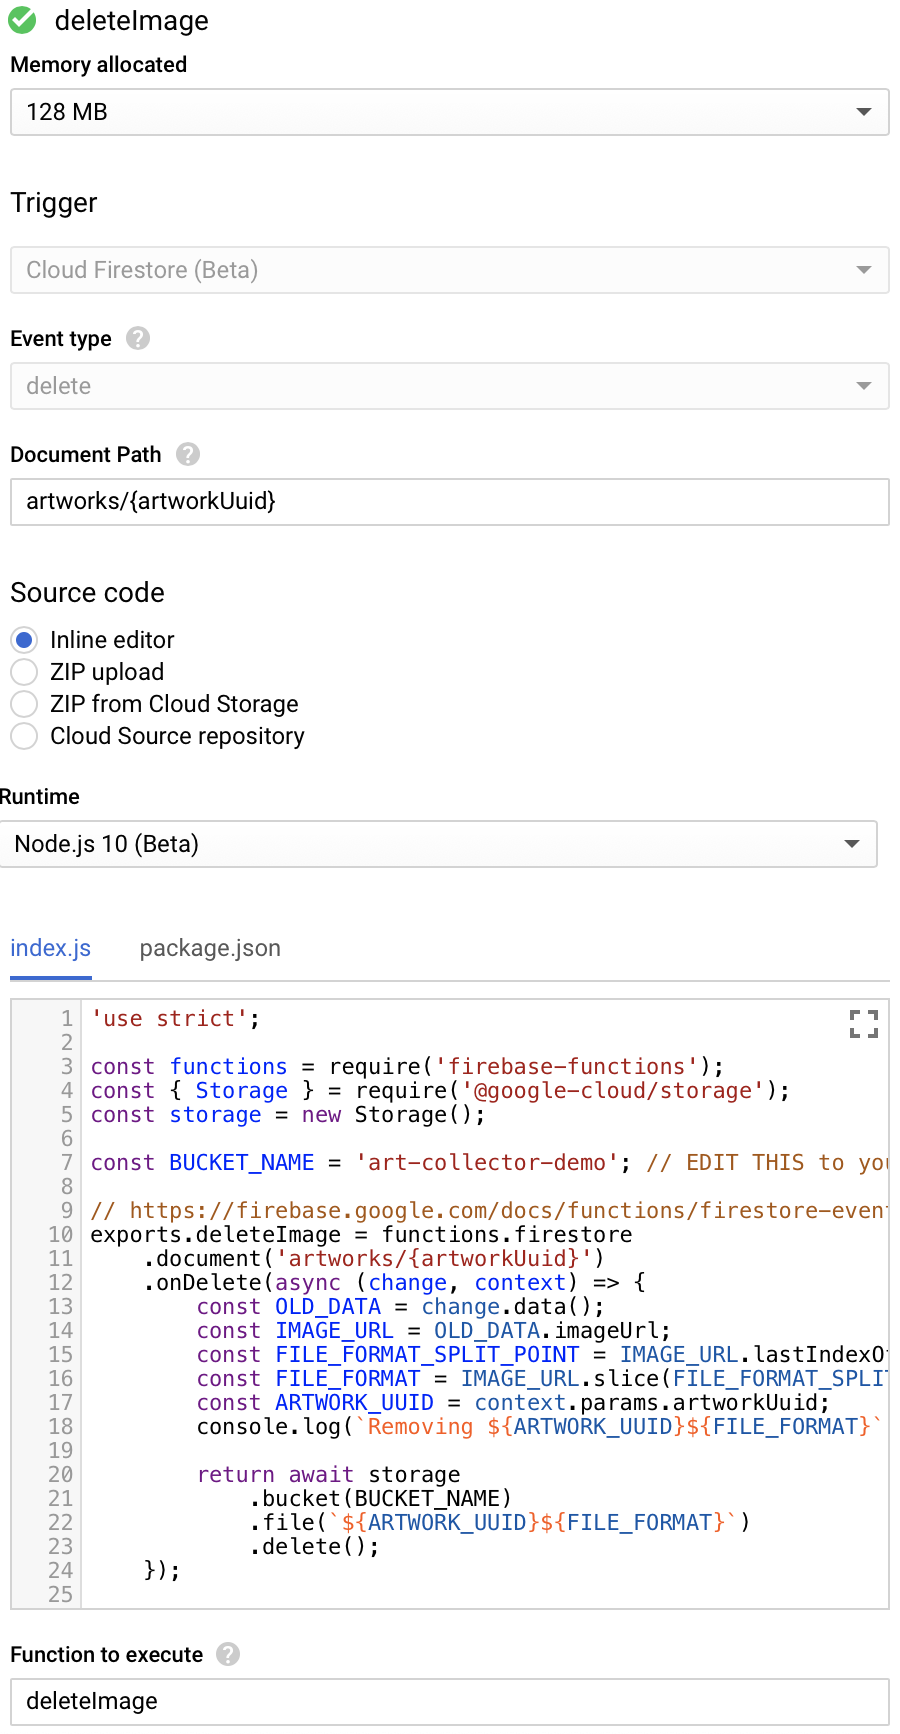 deleteImage
Memory allocated
128 MB
Trigger
Cloud Firestore (Beta)
Event type ?
delete
Document Path ?
artworks/{artworkUuid}
Source code
Inline editor
ZIP upload
ZIP from Cloud Storage
Cloud Source repository
Runtime
Node.js 10 (Beta)
index.js package.json
1 'use strict';
2
3 const functions = require('firebase-functions');
4 const { Storage } = require('@google-cloud/storage');
5 const storage = new Storage();
6
7 const BUCKET_NAME = 'art-collector-demo'; // EDIT THIS to you
8
9 // https://firebase.google.com/docs/functions/firestore-even
10 exports.deleteImage = functions.firestore
11     .document('artworks/{artworkUuid}')
12     .onDelete(async (change, context) => {
13         const OLD_DATA = change.data();
14         const IMAGE_URL = OLD_DATA.imageUrl;
15         const FILE_FORMAT_SPLIT_POINT = IMAGE_URL.lastIndexO
16         const FILE_FORMAT = IMAGE_URL.slice(FILE_FORMAT_SPLIT
17         const ARTWORK_UUID = context.params.artworkUuid;
18         console.log(`Removing ${ARTWORK_UUID}${FILE_FORMAT}`
19
20         return await storage
21             .bucket(BUCKET_NAME)
22             .file(`${ARTWORK_UUID}${FILE_FORMAT}`)
23             .delete();
24     });
25
Function to execute ?
deleteImage